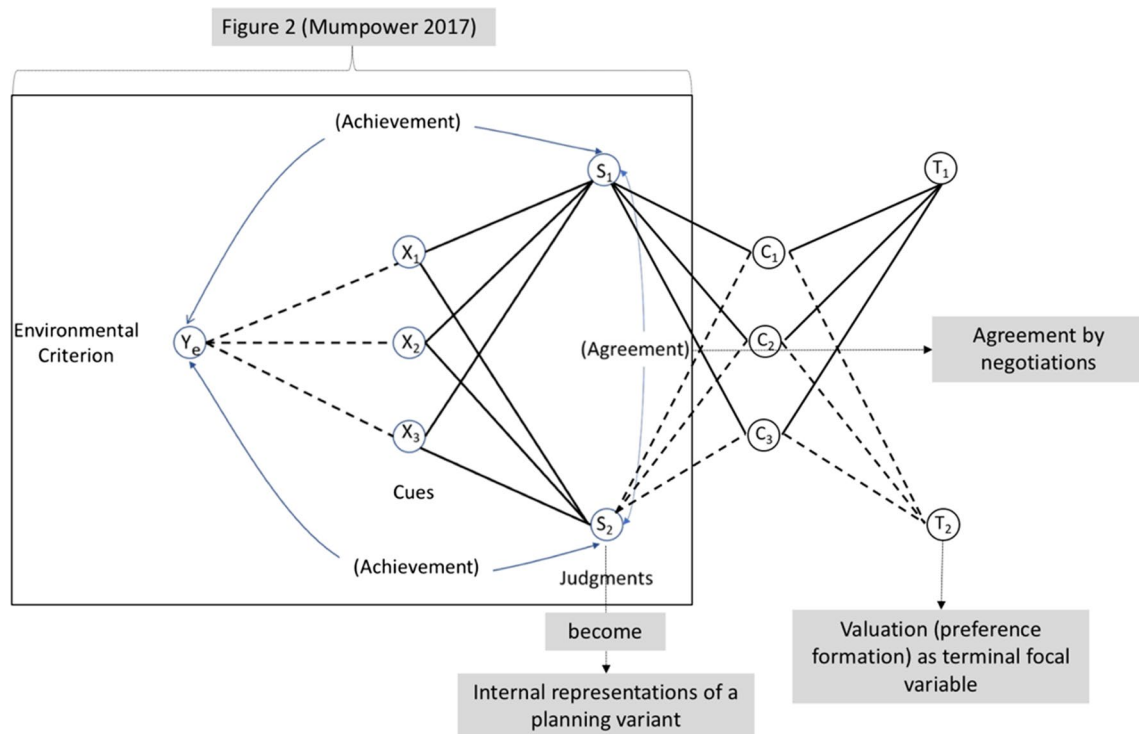 Figure 2 (Mumpower 2017)
(Achievement)
S1
T1
X1
C1
Environmental
Criterion
Ye
X2
(Agreement)
C2
Agreement by
negotiations
X3
C3
Cues
S2
T2
(Achievement)
Judgments
become
Valuation (preference
formation) as terminal focal
variable
Internal representations of a
planning variant